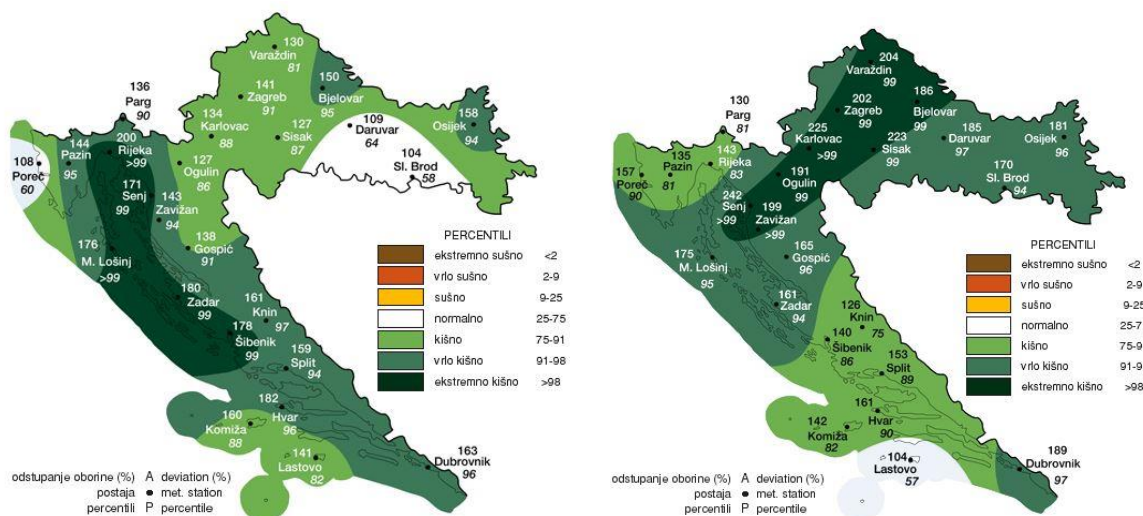 130
Varaždin
81
136
Parg
90
141
Zagreb
91
150
Bjelovar
95
134
Karlovac
88
127
Sisak
87
109
Daruvar
64
158
Osijek
94
104
Sl. Brod
58
108
Poreč
60
144
Pazin
95
200
Rijeka
>99
127
Ogulin
86
171
Senj
99
143
Zavižan
94
176
M. Lošinj
>99
138
Gospić
91
180
Zadar
99
161
Knin
97
178
Šibenik
99
159
Split
94
182
Hvar
96
160
Komiža
88
141
Lastovo
82
163
Dubrovnik
96
PERCENTILI
ekstremno sušno <2
vrlo sušno 2-9
sušno 9-25
normalno 25-75
kišno 75-91
vrlo kišno 91-98
ekstremno kišno >98
odstupanje oborine (%) A deviation (%)
postaja met. station
percentili P percentile
204
Varaždin
99
130
Parg
81
202
Zagreb
99
186
Bjelovar
99
225
Karlovac
>99
223
Sisak
99
185
Daruvar
97
181
Osijek
96
170
Sl. Brod
94
157
Poreč
90
135
Pazin
81
143
Rijeka
83
191
Ogulin
99
242
Senj
>99
199
Zavižan
>99
175
M. Lošinj
95
165
Gospić
96
161
Zadar
94
126
Knin
75
140
Šibenik
86
153
Split
89
161
Hvar
90
142
Komiža
82
104
Lastovo
57
189
Dubrovnik
97
PERCENTILI
ekstremno sušno <2
vrlo sušno 2-9
sušno 9-25
normalno 25-7
kišno 75-9
vrlo kišno 91-9
ekstremno kišno >98
odstupanje oborine (%) A deviation (%)
postaja met. station
percentili P percentile